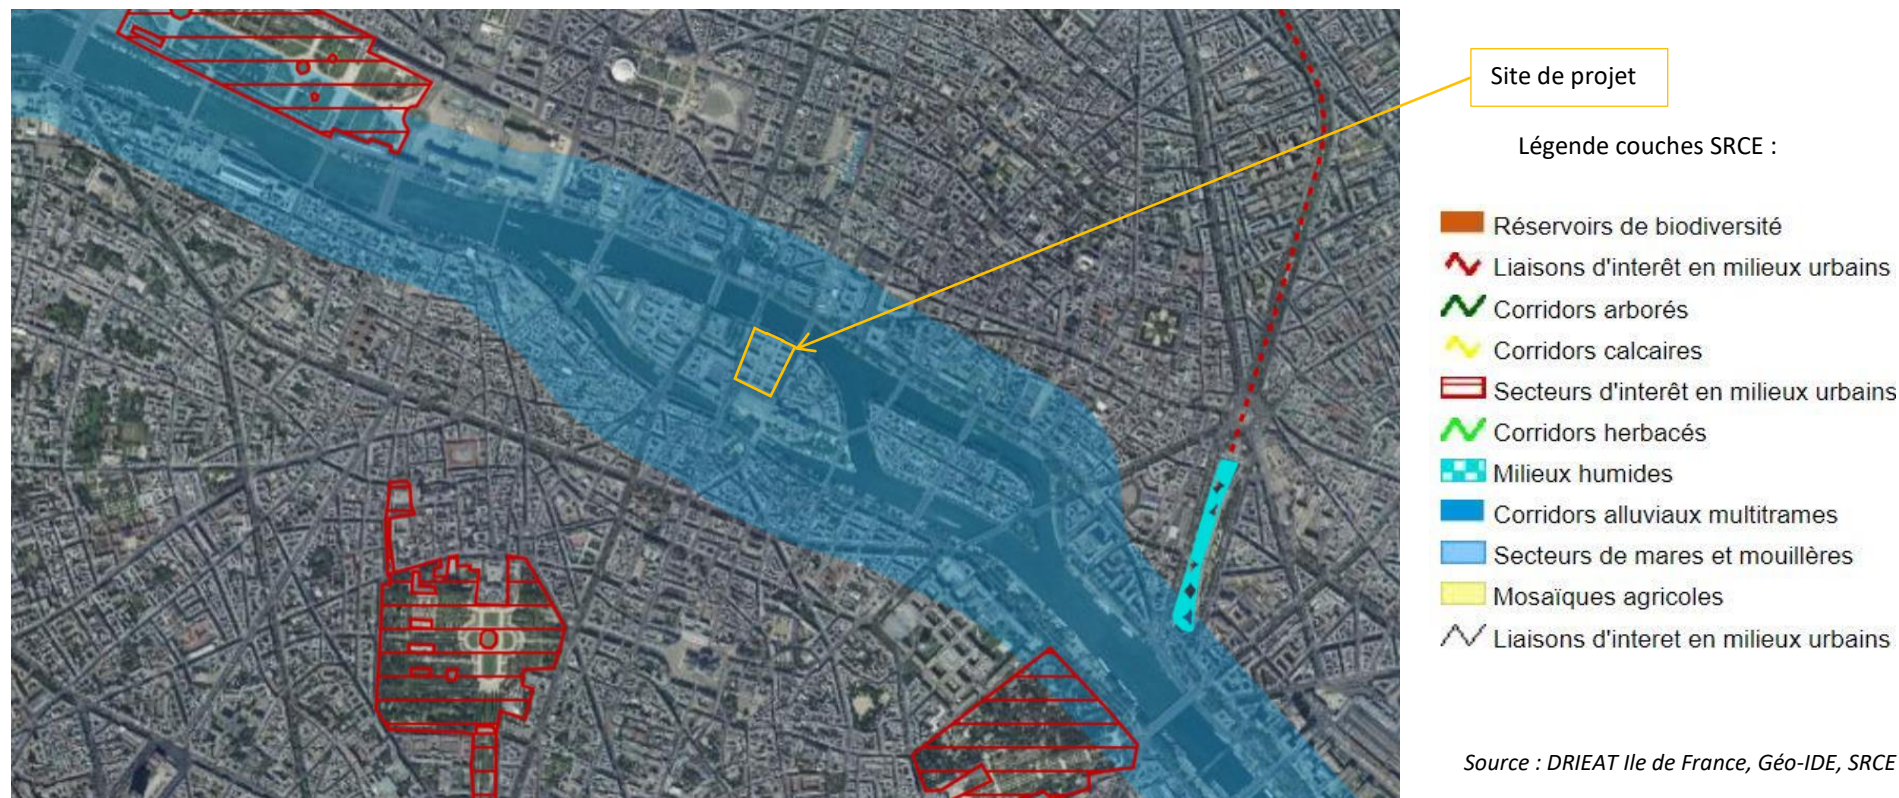 Site de projet
Légende couches SRCE :
Réservoirs de biodiversité
Liaisons d'interêt en milieux urbains
Corridors arborés
Corridors calcaires
Secteurs d'interêt en milieux urbains
Corridors herbacés
Milieux humides
Corridors alluviaux multitrames
Secteurs de mares et mouillères
Mosaïques agricoles
Liaisons d'interet en milieux urbains
Source : DRIEAT Ile de France, Géo-IDE, SRCE